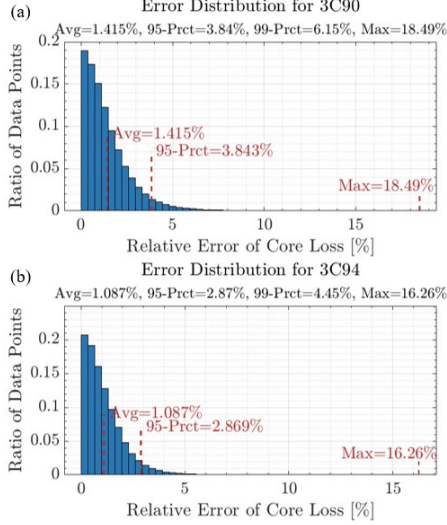 (a)
Error Distribution for 3C90
Avg=1.415%, 95-Prct=3.84%, 99-Prct=6.15%, Max=18.49%
Ratio of Data Points
0.2
0.15
0.1
0.05
0
Avg=1.415%
95-Prct=3.843%
Max=18.49%
0 5 10 15
Relative Error of Core Loss [%]
(b)
Error Distribution for 3C94
Avg=1.087%, 95-Prct=2.87%, 99-Prct=4.45%, Max=16.26%
Ratio of Data Points
0.2
0.15
0.1
0.05
0
Avg=1.087%
95-Prct=2.869%
Max=16.26%
0 5 10 15
Relative Error of Core Loss [%]